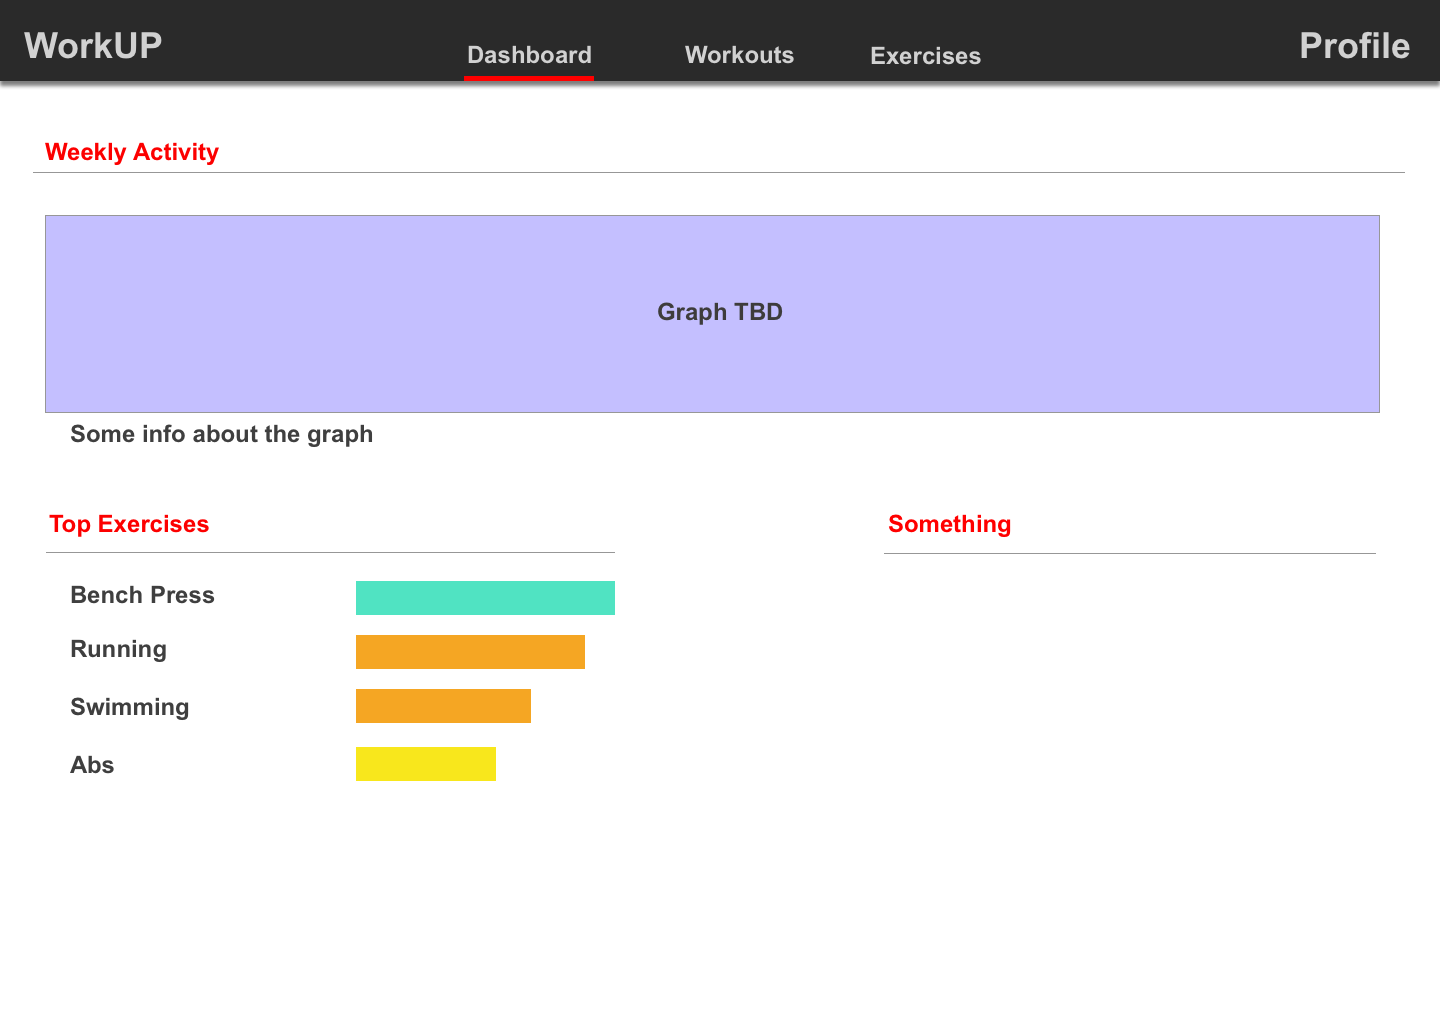 WorkUP
Dashboard
Workouts
Exercises
Profile
Weekly Activity
Graph TBD
Some info about the graph
Top Exercises
Bench Press
Running
Swimming
Abs
Something